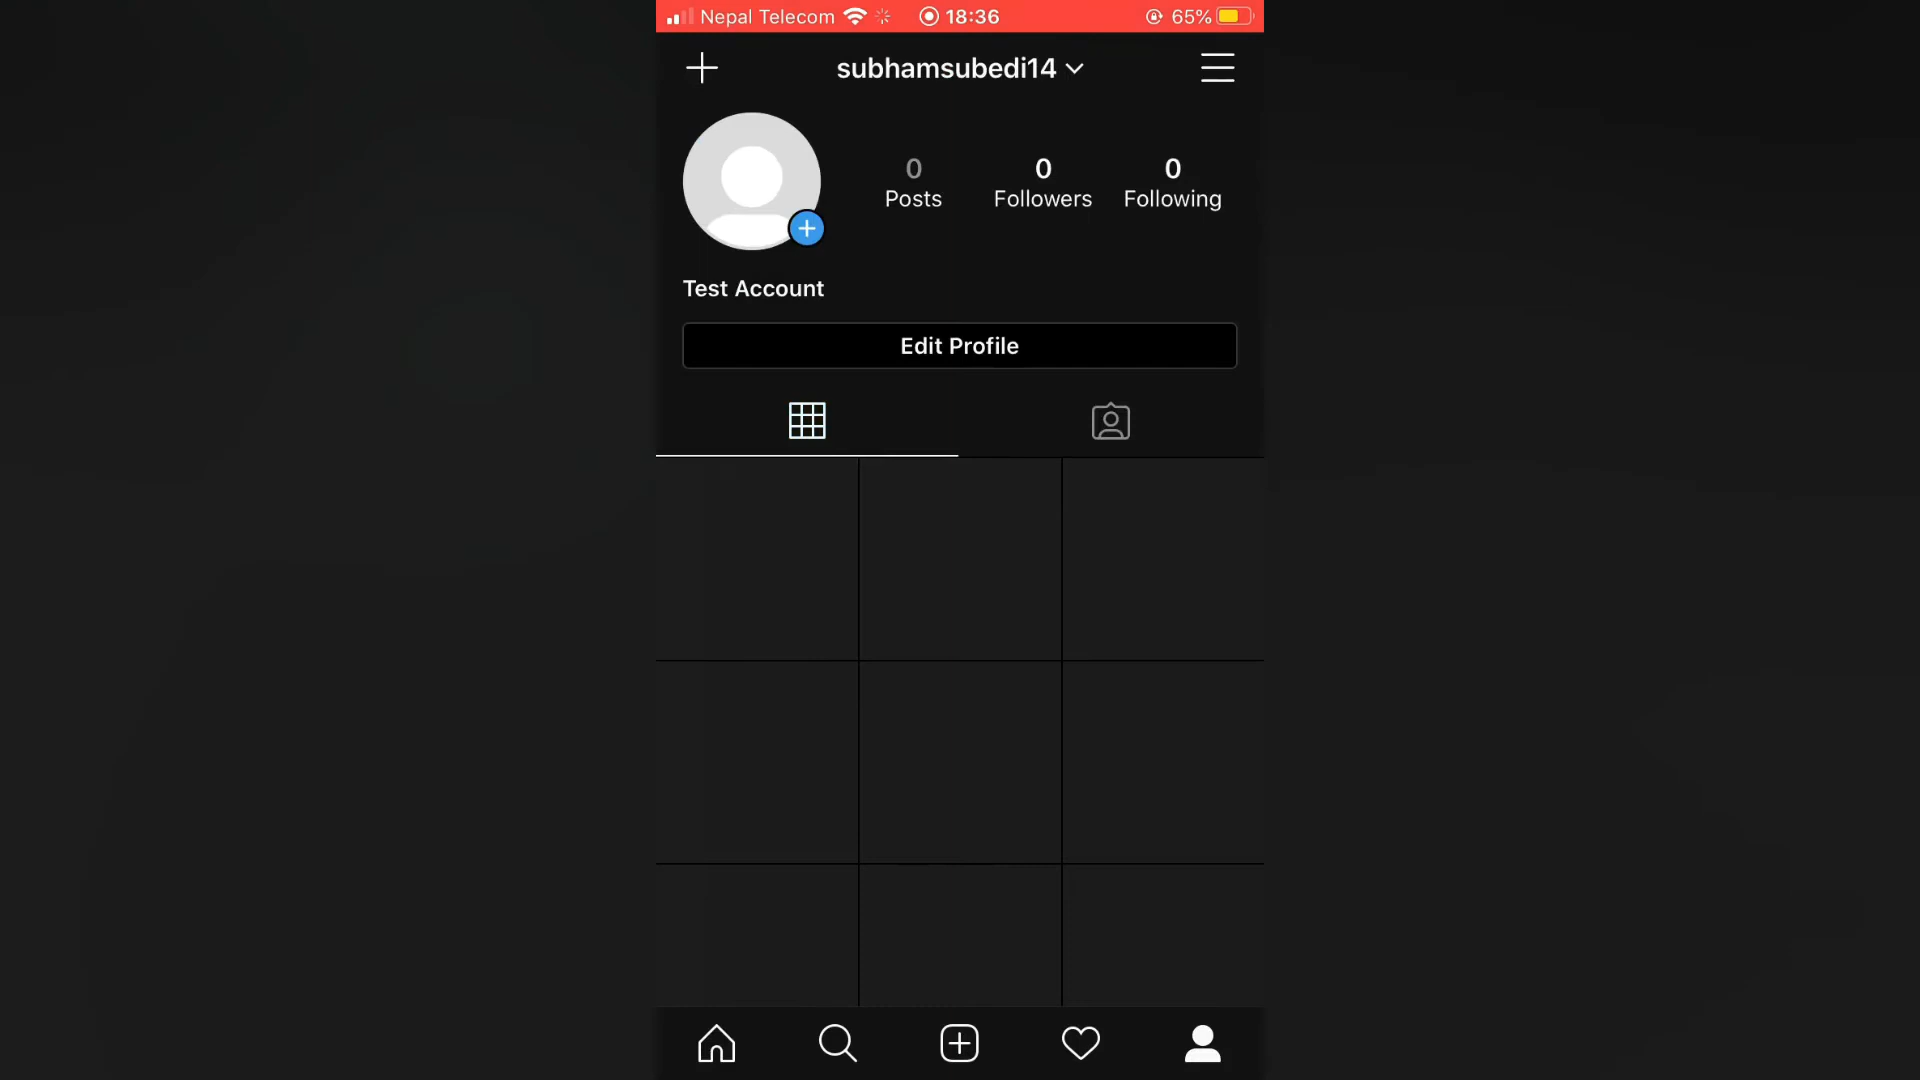 Nepal Telecom 18:36 65%
subhamsubedi14
0 0 0
Posts Followers Following
Test Account
Edit Profile